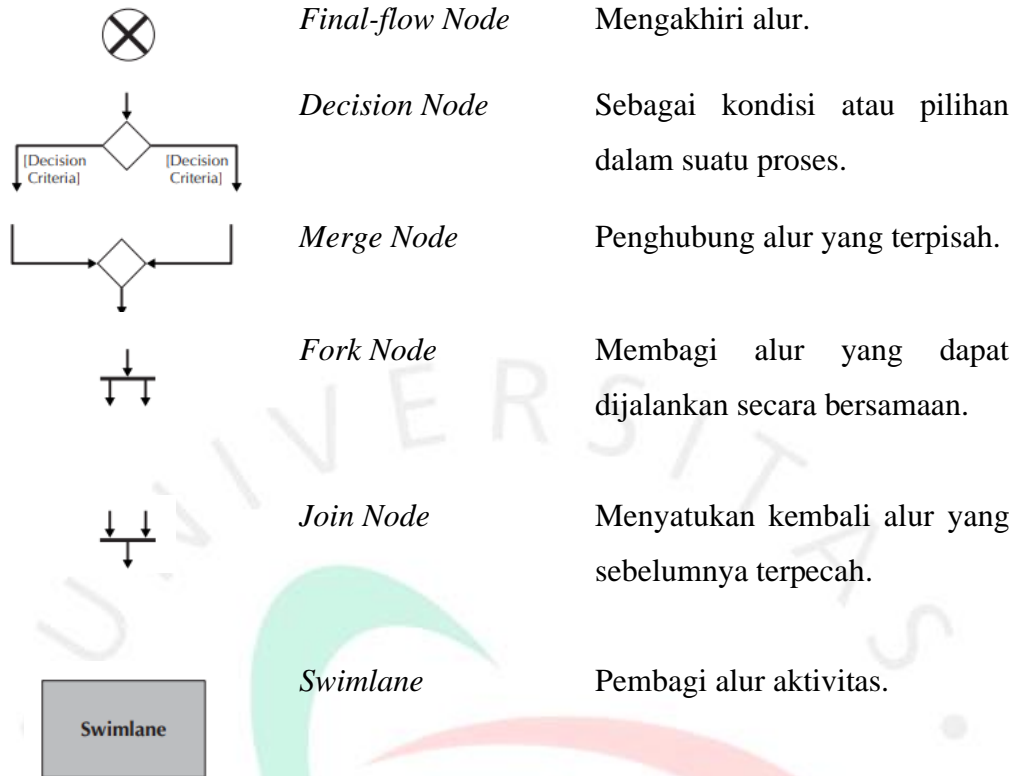 Final-flow Node Mengakhiri alur.
Decision Node Sebagai kondisi atau pilihan
dalam suatu proses.
[Decision Criteria] [Decision Criteria]
Merge Node Penghubung alur yang terpisah.
Fork Node Membagi alur yang dapat
dijalankan secara bersamaan.
Join Node Menyatukan kembali alur yang
sebelumnya terpecah.
Swimlane Pembagi alur aktivitas.
Swimlane
UNIVERSITAS